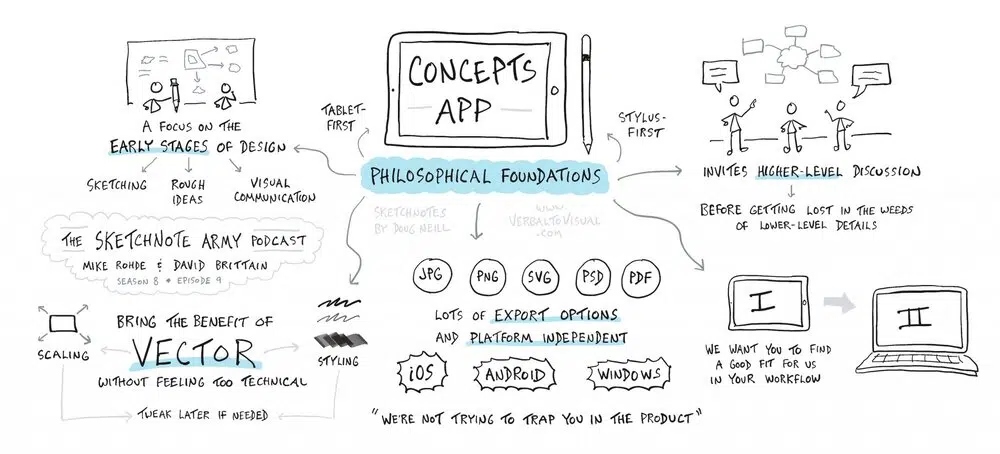 CONCEPTS
APP
TABLET-
FIRST
STYLUS-
FIRST
PHILOSOPHICAL FOUNDATIONS
SKETCHNOTES
BY DOUG NEILL
WWW.
VERBALTOVISUAL
.COM
A FOCUS ON THE
EARLY STAGES OF DESIGN
SKETCHING
ROUGH
IDEAS
VISUAL
COMMUNICATION
THE SKETCHNOTE ARMY PODCAST
MIKE ROHDE & DAVID BRITTAIN
SEASON 8 + EPISODE 9
BRING THE BENEFIT OF
VECTOR
WITHOUT FEELING TOO TECHNICAL
SCALING
STYLING
TWEAK LATER IF NEEDED
JPG
PNG
SVG
PSD
PDF
LOTS OF EXPORT OPTIONS
AND PLATFORM INDEPENDENT
iOS
ANDROID
WINDOWS
"WE'RE NOT TRYING TO TRAP YOU IN THE PRODUCT"
INVITES HIGHER-LEVEL DISCUSSION
BEFORE GETTING LOST IN THE WEEDS
OF LOWER-LEVEL DETAILS
I
II
WE WANT YOU TO FIND
A GOOD FIT FOR US
IN YOUR WORKFLOW